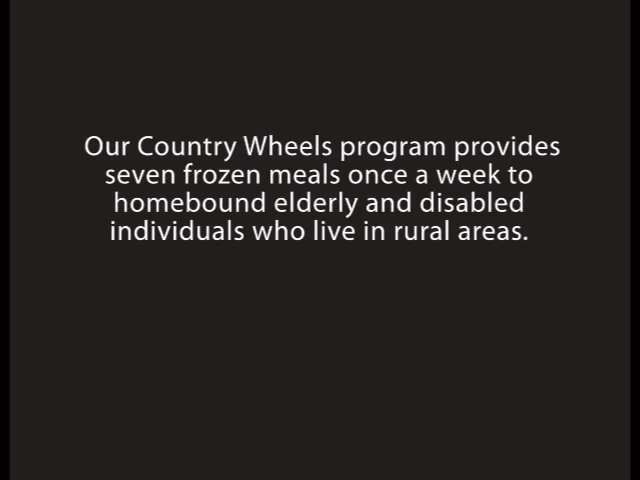 Our Country Wheels program provides
seven frozen meals once a week to
homebound elderly and disabled
individuals who live in rural areas.